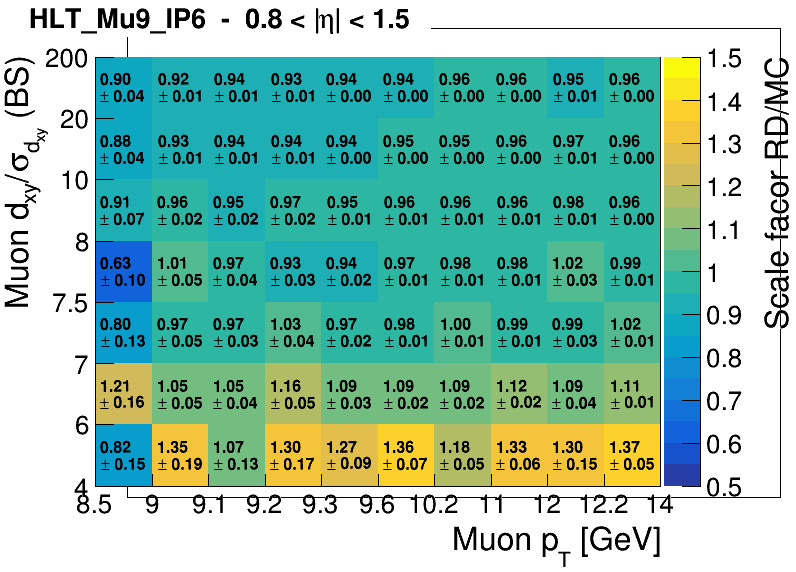 HLT_Mu9_IP6 - 0.8 < |η| < 1.5
Muon d_xy/σ_d_xy (BS)
200
0.90 0.92 0.94 0.93 0.94 0.94 0.96 0.96 0.95 0.96
± 0.04 ± 0.01 ± 0.01 ± 0.01 ± 0.00 ± 0.00 ± 0.00 ± 0.00 ± 0.01 ± 0.00
20
0.88 0.93 0.94 0.94 0.94 0.95 0.95 0.96 0.97 0.96
± 0.04 ± 0.01 ± 0.01 ± 0.01 ± 0.00 ± 0.00 ± 0.00 ± 0.00 ± 0.01 ± 0.00
10
0.91 0.96 0.95 0.97 0.95 0.96 0.96 0.96 0.98 0.96
± 0.07 ± 0.02 ± 0.02 ± 0.02 ± 0.01 ± 0.01 ± 0.01 ± 0.01 ± 0.01 ± 0.00
8
0.63 1.01 0.97 0.93 0.94 0.97 0.98 0.98 1.02 0.99
± 0.10 ± 0.05 ± 0.04 ± 0.03 ± 0.02 ± 0.01 ± 0.01 ± 0.01 ± 0.03 ± 0.01
7.5
0.80 0.97 0.97 1.03 0.97 0.98 1.00 0.99 0.99 1.02
± 0.13 ± 0.05 ± 0.03 ± 0.04 ± 0.02 ± 0.01 ± 0.01 ± 0.01 ± 0.03 ± 0.01
7
1.21 1.05 1.05 1.16 1.09 1.09 1.09 1.12 1.09 1.11
± 0.16 ± 0.05 ± 0.04 ± 0.05 ± 0.03 ± 0.02 ± 0.02 ± 0.02 ± 0.04 ± 0.01
6
0.82 1.35 1.07 1.30 1.27 1.36 1.18 1.33 1.30 1.37
± 0.15 ± 0.19 ± 0.13 ± 0.17 ± 0.09 ± 0.07 ± 0.05 ± 0.06 ± 0.15 ± 0.05
4
8.5 9 9.1 9.2 9.3 9.6 10.2 11 12 12.2 14
Muon p_T [GeV]
1.5
1.4
1.3
1.2
1.1
1
0.9
0.8
0.7
0.6
0.5
Scale facor RD/MC